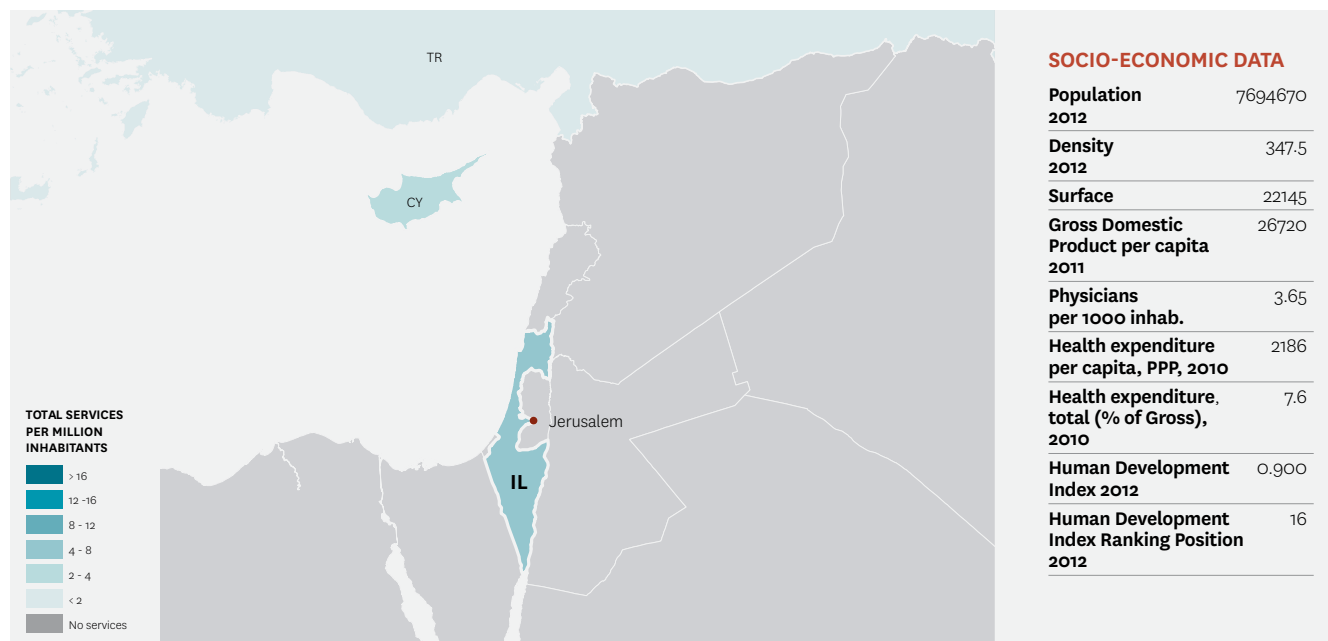 TR
CY
Jerusalem
IL
TOTAL SERVICES
PER MILLION
INHABITANTS
> 16
12 -16
8 - 12
4 - 8
2 - 4
< 2
No services
SOCIO-ECONOMIC DATA
Population 7694670
2012
Density 347.5
2012
Surface 22145
Gross Domestic 26720
Product per capita
2011
Physicians 3.65
per 1000 inhab.
Health expenditure 2186
per capita, PPP, 2010
Health expenditure, 7.6
total (% of Gross),
2010
Human Development 0.900
Index 2012
Human Development 16
Index Ranking Position
2012